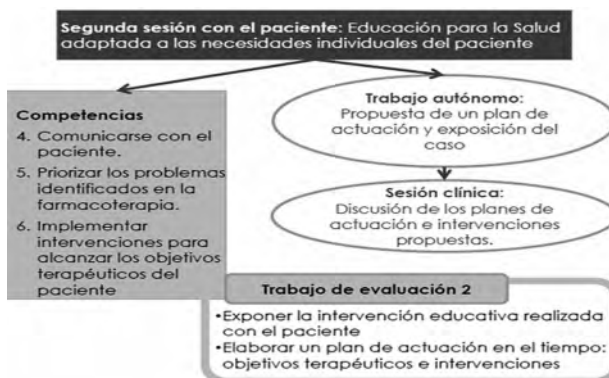 Segunda sesión con el paciente: Educación para la Salud
adaptada a las necesidades individuales del paciente
Competencias
4. Comunicarse con el
paciente.
5. Priorizar los problemas
identificados en la
farmacoterapia.
6. Implementar
intervenciones para
alcanzar los objetivos
terapéuticos del
paciente
Trabajo autónomo:
Propuesta de un plan de
actuación y exposición del
caso
Sesión clínica:
Discusión de los planes de
actuación e intervenciones
propuestas.
Trabajo de evaluación 2
•Exponer la intervención educativa realizada
con el paciente
•Elaborar un plan de actuación en el tiempo:
objetivos terapéuticos e intervenciones